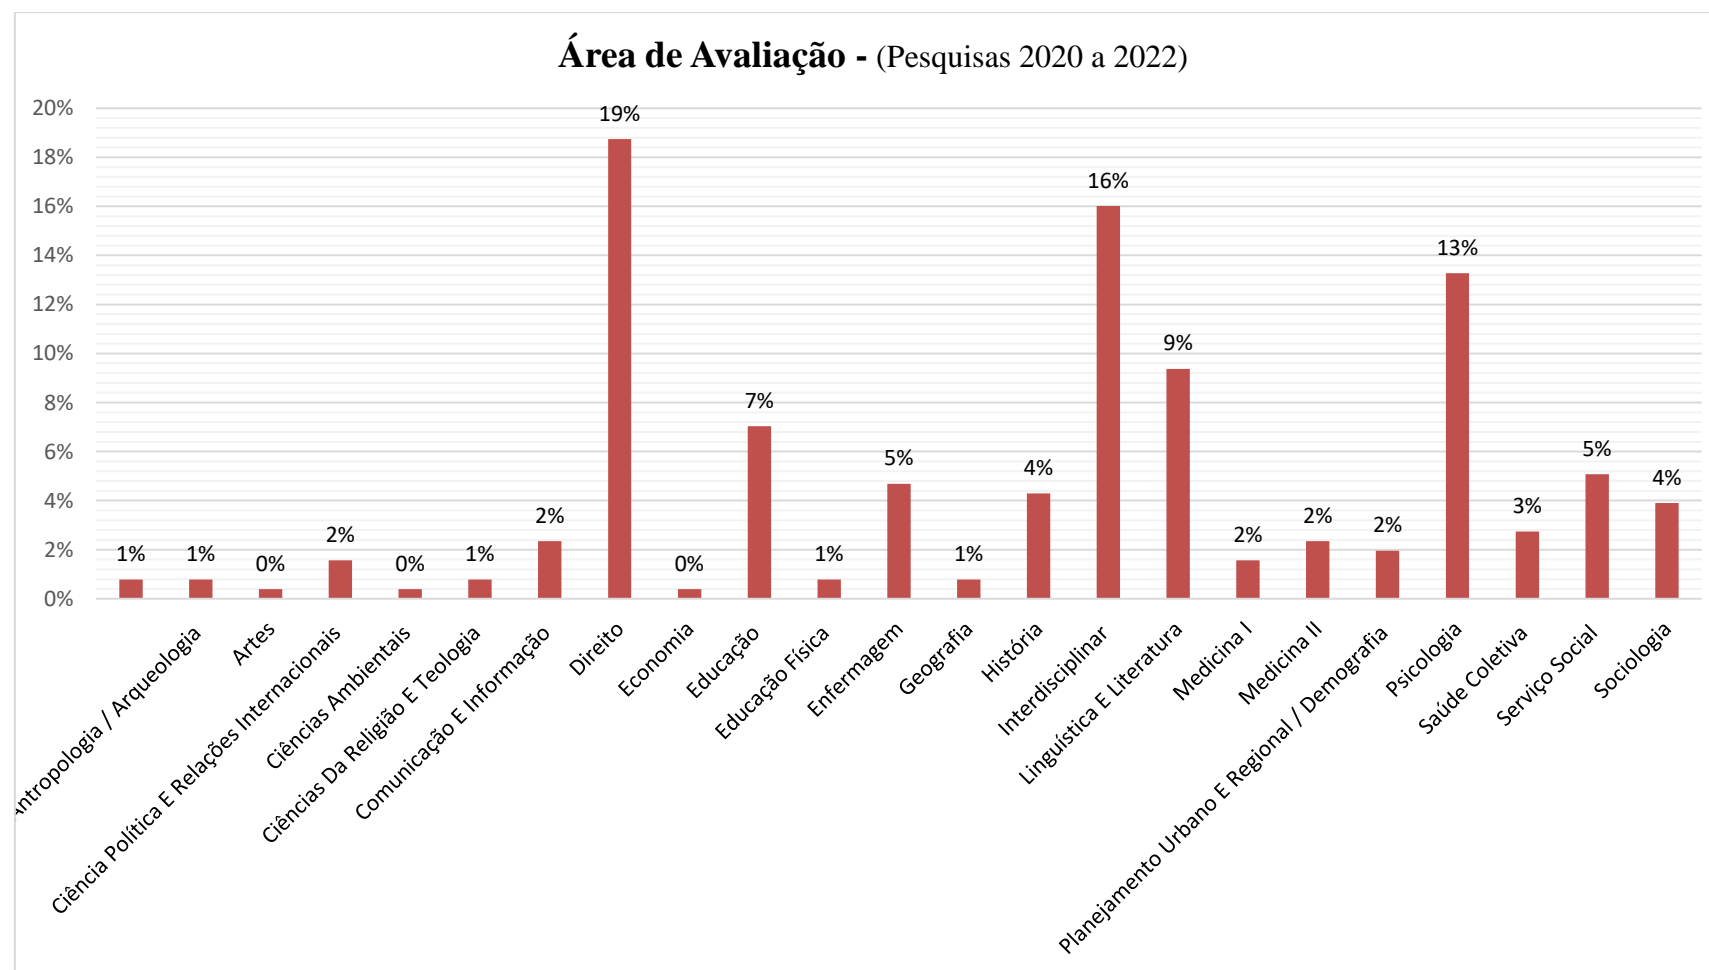 Área de Avaliação - (Pesquisas 2020 a 2022)
20%
18%
16%
14%
12%
10%
8%
6%
4%
2%
0%
1%
1%
0%
2%
0%
1%
2%
19%
0%
7%
1%
5%
1%
4%
16%
9%
2%
2%
2%
13%
3%
5%
4%
/ Arqueologia
Artes
Ciência Política E Relações Internacionais
Ciências Ambientais
Ciências Da Religião E Teologia
Comunicação E Informação
Direito
Economia
Educação
Educação Física
Enfermagem
Geografia
História
Interdisciplinar
Linguística E Literatura
Medicina I
Medicina II
Planejamento Urbano E Regional / Demografia
Psicologia
Saúde Coletiva
Serviço Social
Sociologia